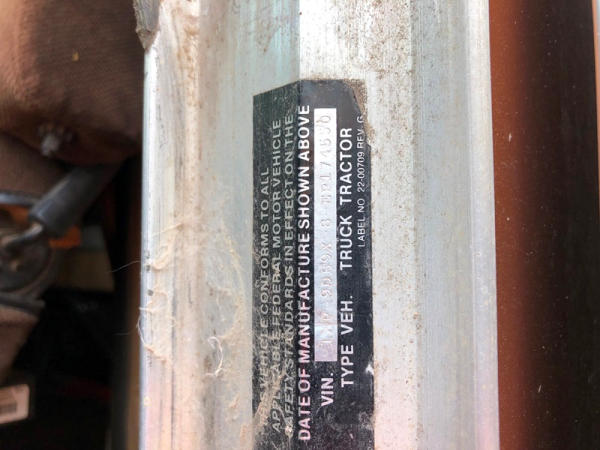 VEHICLE CONFORMS TO ALL
APPLICABLE FEDERAL MOTOR VEHICLE
SAFETY STANDARDS IN EFFECT ON THE
DATE OF MANUFACTURE SHOWN ABOVE
VIN.
TYPE VEH. TRUCK TRACTOR
LABEL NO. 22-00709 REV. G